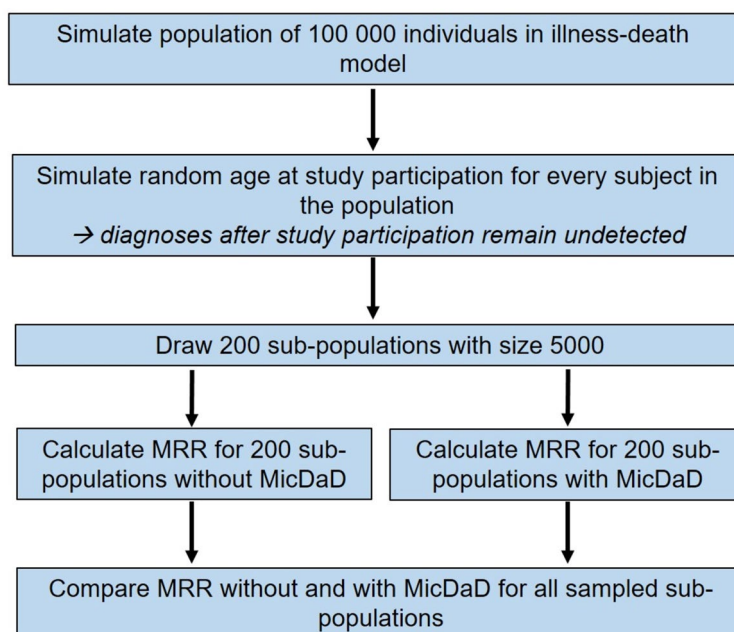 Simulate population of 100 000 individuals in illness-death
model
Simulate random age at study participation for every subject in
the population
→ diagnoses after study participation remain undetected
Draw 200 sub-populations with size 5000
Calculate MRR for 200 sub-
populations without MicDaD
Calculate MRR for 200 sub-
populations with MicDaD
Compare MRR without and with MicDaD for all sampled sub-
populations